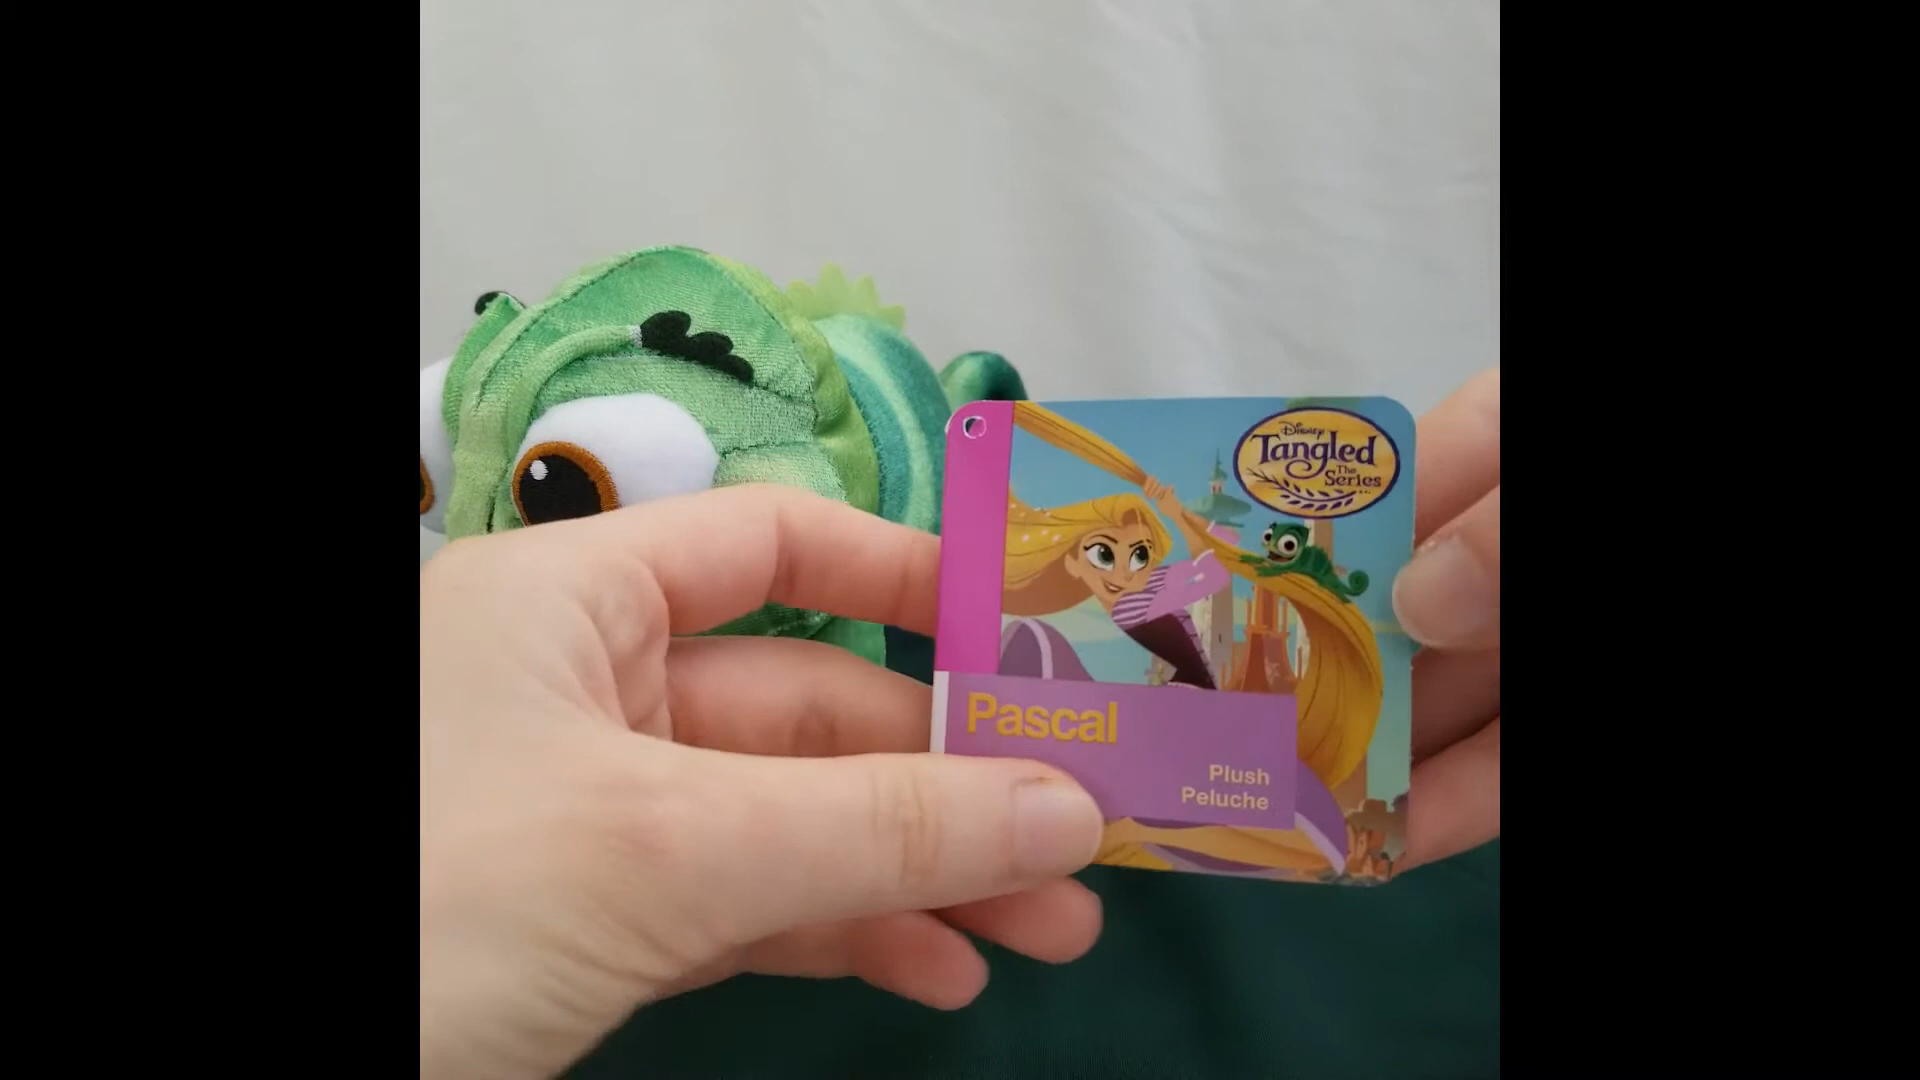 Disney
Tangled
The
Series
Pascal
Plush
Peluche